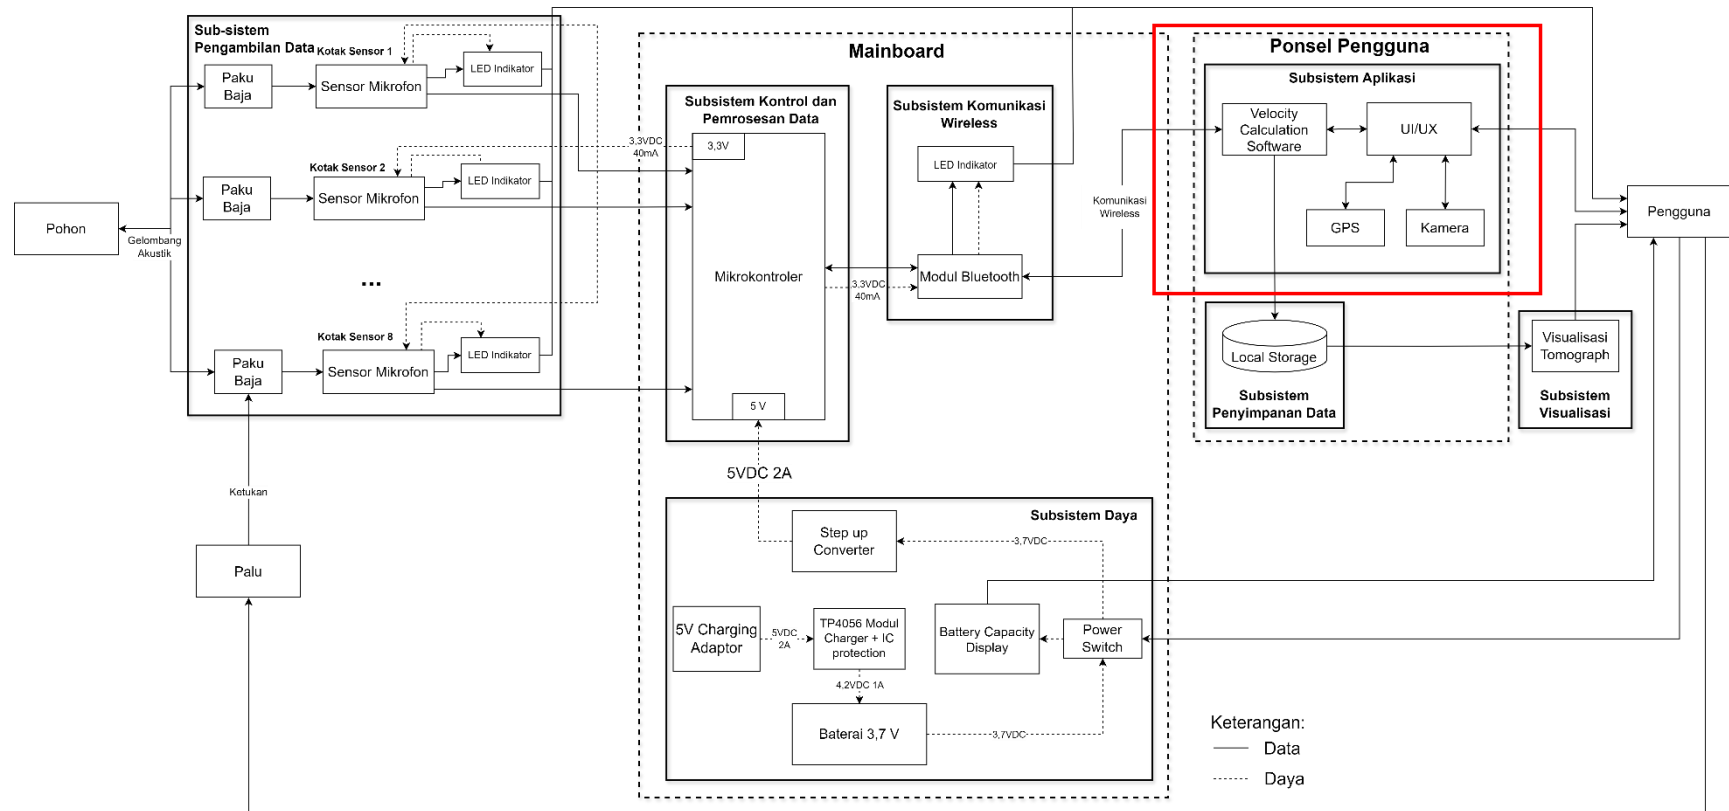 Sub-sistem
Pengambilan Data
Kotak Sensor 1
Paku
Baja
Sensor Mikrofon
LED Indikator
Kotak Sensor 2
Paku
Baja
Sensor Mikrofon
LED Indikator
...
Kotak Sensor 8
Paku
Baja
Sensor Mikrofon
LED Indikator
Pohon
Gelombang
Akustik
Ketukan
Palu
Mainboard
Subsistem Kontrol dan
Pemrosesan Data
3,3VDC
40mA
3,3V
Mikrokontroler
5 V
3,3VDC
40mA
Subsistem Komunikasi
Wireless
LED Indikator
Modul Bluetooth
Komunikasi
Wireless
5VDC 2A
Subsistem Daya
Step up
Converter
3,7VDC
5V Charging
Adaptor
5VDC
2A
TP4056 Modul
Charger + IC
protection
Battery Capacity
Display
Power
Switch
4,2VDC 1A
Baterai 3,7 V
3,7VDC
Ponsel Pengguna
Subsistem Aplikasi
Velocity
Calculation
Software
UI/UX
GPS
Kamera
Local Storage
Subsistem
Penyimpanan Data
Visualisasi
Tomograph
Subsistem
Visualisasi
Pengguna
Keterangan:
Data
Daya